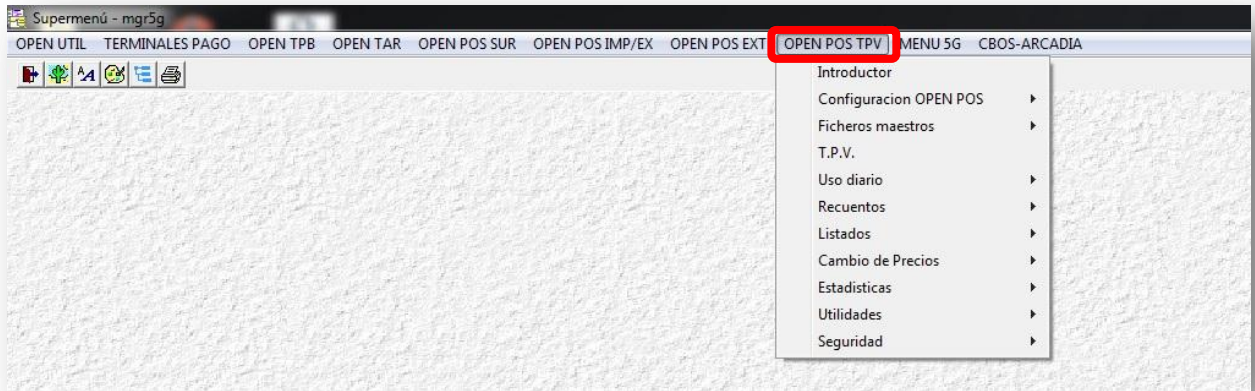 Supermenú - mgr5g
OPEN UTIL TERMINALES PAGO OPEN TPB OPEN TAR OPEN POS SUR OPEN POS IMP/EX OPEN POS EXT OPEN POS TPV MENU 5G CBOS-ARCADIA
Introductor
Configuracion OPEN POS
Ficheros maestros
T.P.V.
Uso diario
Recuentos
Listados
Cambio de Precios
Estadisticas
Utilidades
Seguridad